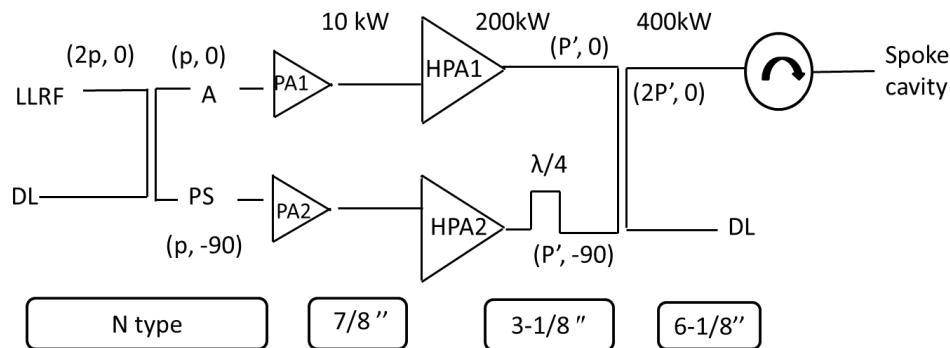 10 kW 200kW 400kW
(2p, 0) (p, 0) (P’, 0)
LLRF A PA1 HPA1 (2P’, 0) Spoke
cavity
λ/4
DL PS PA2 HPA2 DL
(p, -90) (P’, -90)
N type 7/8 ’’ 3-1/8 ″ 6-1/8’’